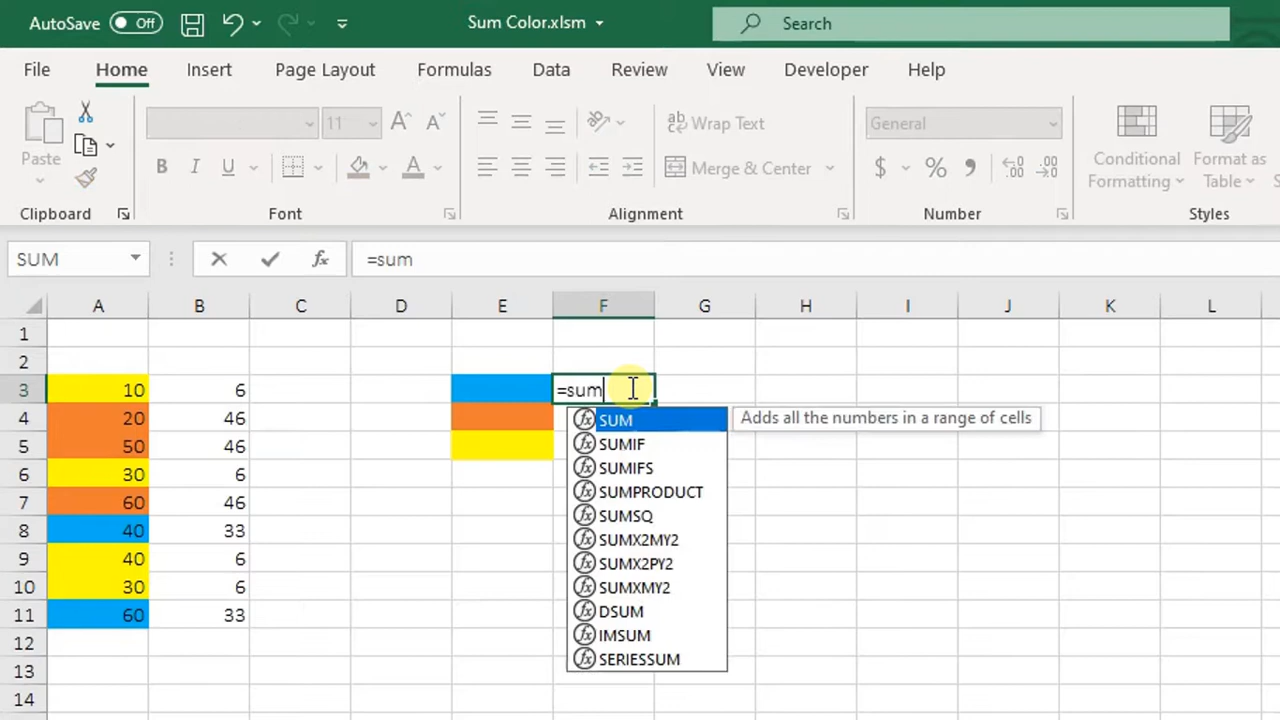 AutoSave Off Sum Color.xlsm Search
File Home Insert Page Layout Formulas Data Review View Developer Help
11 A A ab Wrap Text General
Paste B I U A Merge & Center $ % Conditional Format as
Formatting Table
Clipboard Font Alignment Number Styles
SUM fx =sum
A B C D E F G H I J K L
1
2
3 10 6 =sum
4 20 46 SUM Adds all the numbers in a range of cells
5 50 46 SUMIF
SUMIFS
6 30 6
7 60 46 SUMPRODUCT
SUMSQ
8 40 33 SUMX2MY2
9 40 6 SUMX2PY2
10 30 6 SUMXMY2
11 60 33 DSUM
12 IMSUM
13 SERIESSUM
14